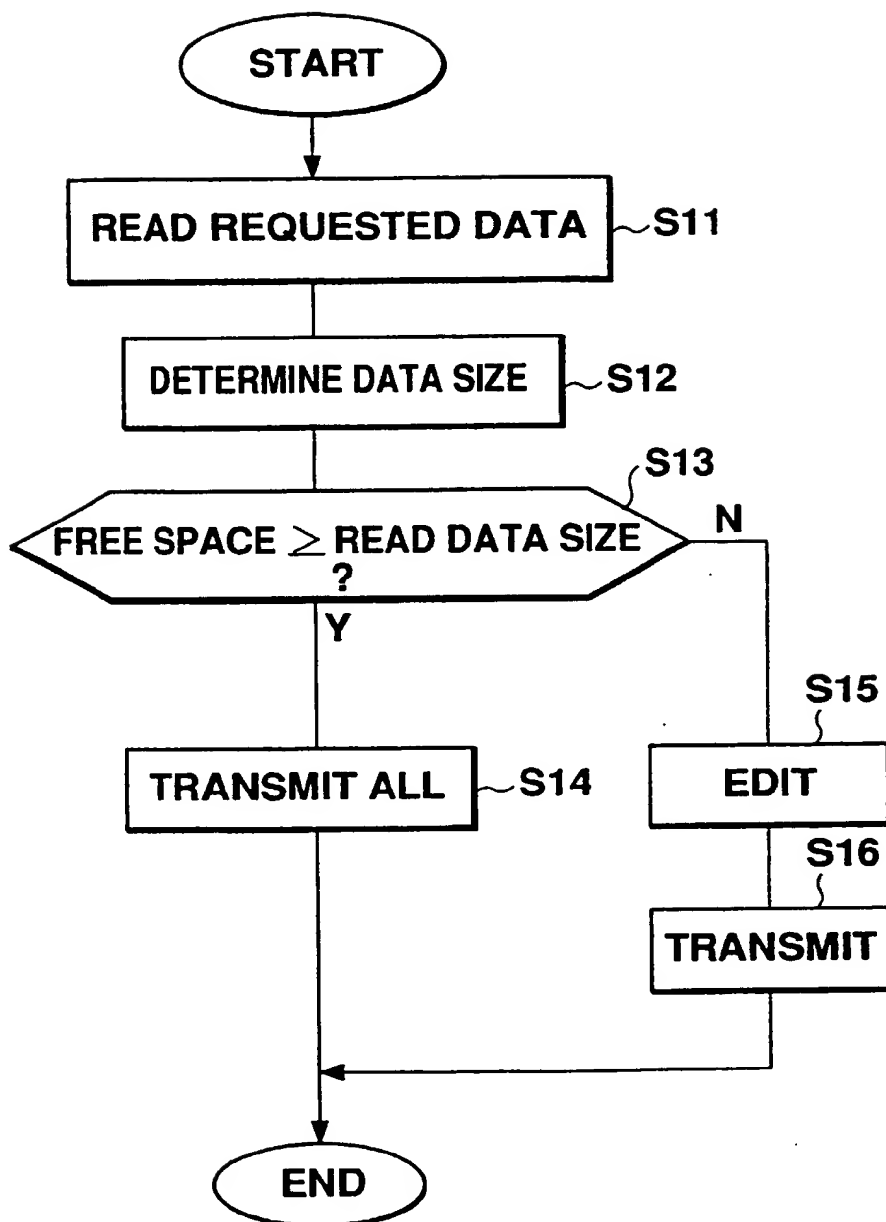 START
READ REQUESTED DATA
S11
DETERMINE DATA SIZE
S12
S13
FREE SPACE ≥ READ DATA SIZE
?
N
Y
S15
TRANSMIT ALL
S14
EDIT
S16
TRANSMIT
END